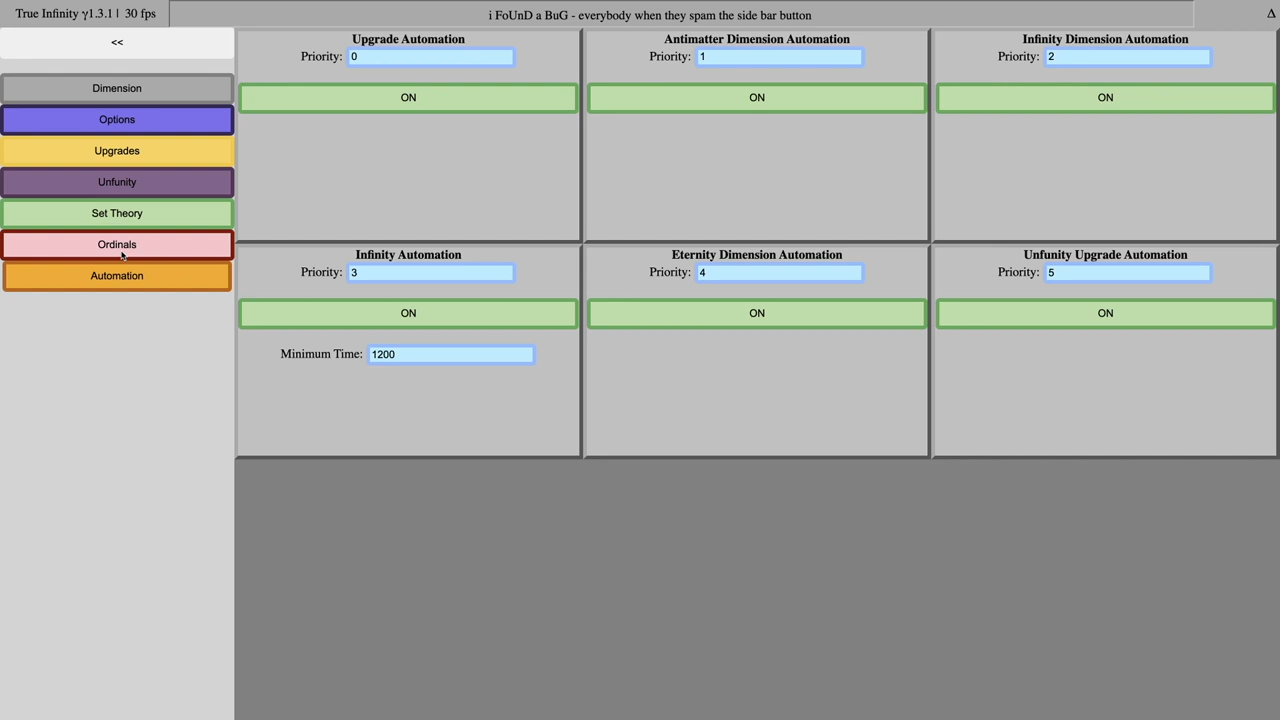 True Infinity γ1.3.1 | 30 fps
i FoUnD a BuG - everybody when they spam the side bar button
Δ
<<
Dimension
Options
Upgrades
Unfunity
Set Theory
Ordinals
Automation
Upgrade Automation
Priority: 0
ON
Antimatter Dimension Automation
Priority: 1
ON
Infinity Dimension Automation
Priority: 2
ON
Infinity Automation
Priority: 3
ON
Minimum Time: 1200
Eternity Dimension Automation
Priority: 4
ON
Unfunity Upgrade Automation
Priority: 5
ON